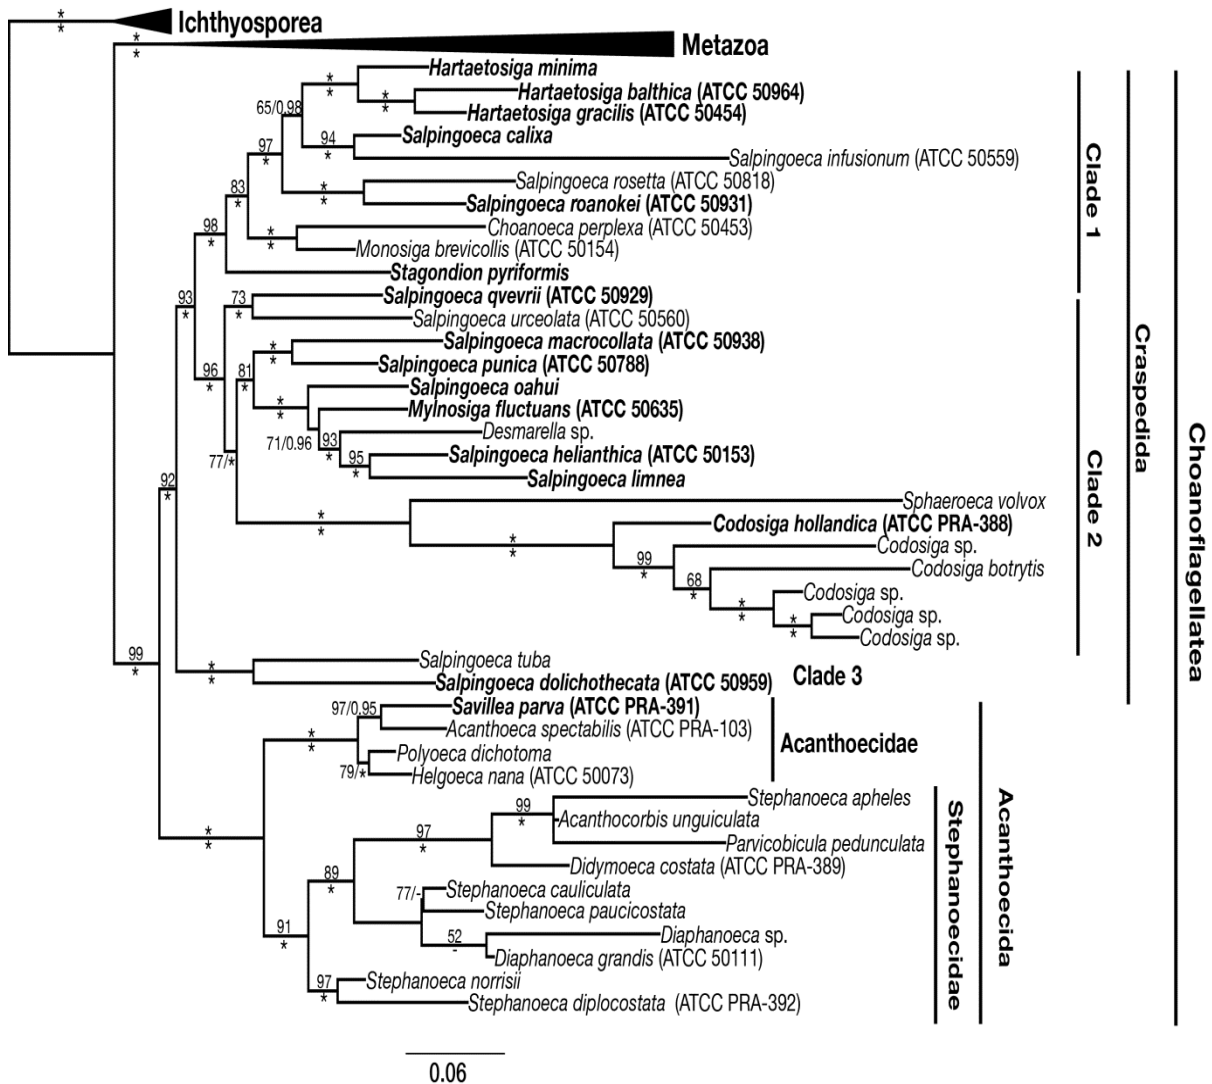 *
*
Ichthyosporea
*
*
Metazoa
Hartaetosiga minima
*
*
Hartaetosiga balthica (ATCC 50964)
*
*
65/0.98
Hartaetosiga gracilis (ATCC 50454)
Salpingoeca calixa
94
*
97
*
Salpingoeca infusionum (ATCC 50559)
Salpingoeca rosetta (ATCC 50818)
*
*
83
*
Salpingoeca roanokei (ATCC 50931)
Choanoeca perplexa (ATCC 50453)
98
*
*
*
Monosiga brevicollis (ATCC 50154)
Stagondion pyriformis
Clade 1
93
*
73
*
Salpingoeca qvevrii (ATCC 50929)
Salpingoeca urceolata (ATCC 50560)
Salpingoeca macrocollata (ATCC 50938)
*
*
Salpingoeca punica (ATCC 50788)
96
*
81
*
Salpingoeca oahui
*
*
Mylnosiga fluctuans (ATCC 50635)
71/0.96
93
*
Desmarella sp.
77/*
95
*
Salpingoeca helianthica (ATCC 50153)
Salpingoeca limnea
92
*
Sphaeroeca volvox
*
*
Codosiga hollandica (ATCC PRA-388)
*
*
Codosiga sp.
99
*
Codosiga botrytis
68
*
Codosiga sp.
*
*
Codosiga sp.
*
*
Codosiga sp.
Clade 2
Craspedida
Choanoflagellatea
99
*
Salpingoeca tuba
*
*
Salpingoeca dolichothecata (ATCC 50959)
Clade 3
97/0.95
Savillea parva (ATCC PRA-391)
Acanthoeca spectabilis (ATCC PRA-103)
*
*
Polyoeca dichotoma
79/*
Helgoeca nana (ATCC 50073)
Acanthoecidae
Stephanoeca apheles
99
*
Acanthocorbis unguiculata
*
*
97
*
Parvicobicula pedunculata
Didymoeca costata (ATCC PRA-389)
89
*
77/-
Stephanoeca cauliculata
Stephanoeca paucicostata
91
*
52
-
Diaphanoeca sp.
Diaphanoeca grandis (ATCC 50111)
97
*
Stephanoeca norrisii
Stephanoeca diplocostata (ATCC PRA-392)
Stephanoecidae
Acanthoecida
0.06